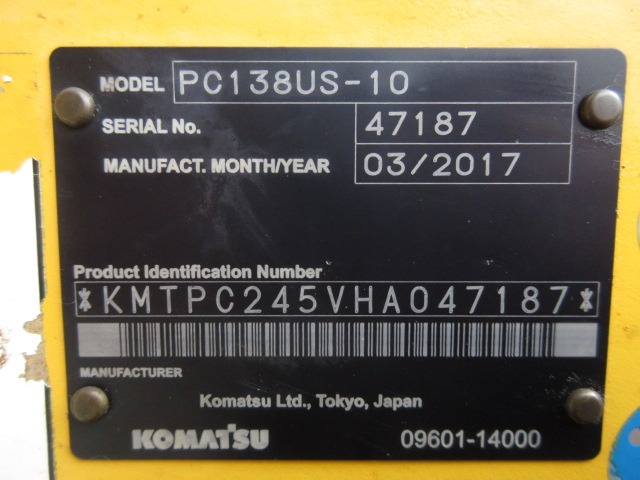 MODEL PC138US-10
SERIAL No. 47187
MANUFACT. MONTH/YEAR 03/2017
Product Identification Number
*KMTPC245VHA047187*
MANUFACTURER
Komatsu Ltd., Tokyo, Japan
KOMATSU 09601-14000